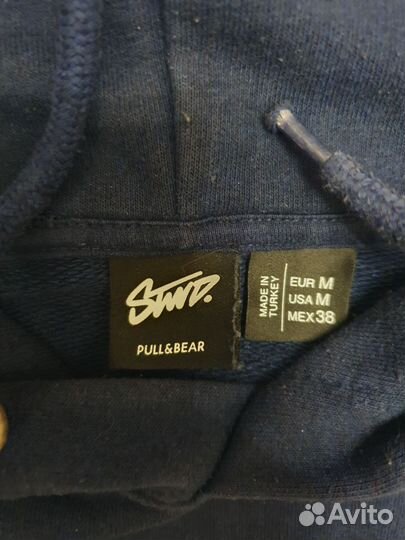 STWD.
PULL&BEAR
MADE IN
TURKEY
EUR M
USA M
MEX 38
Avito